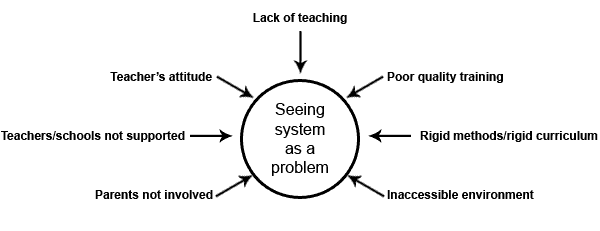 Lack of teaching
Teacher's attitude
Poor quality training
Seeing
system
as a
problem
Teachers/schools not supported
Rigid methods/rigid curriculum
Parents not involved
Inaccessible environment